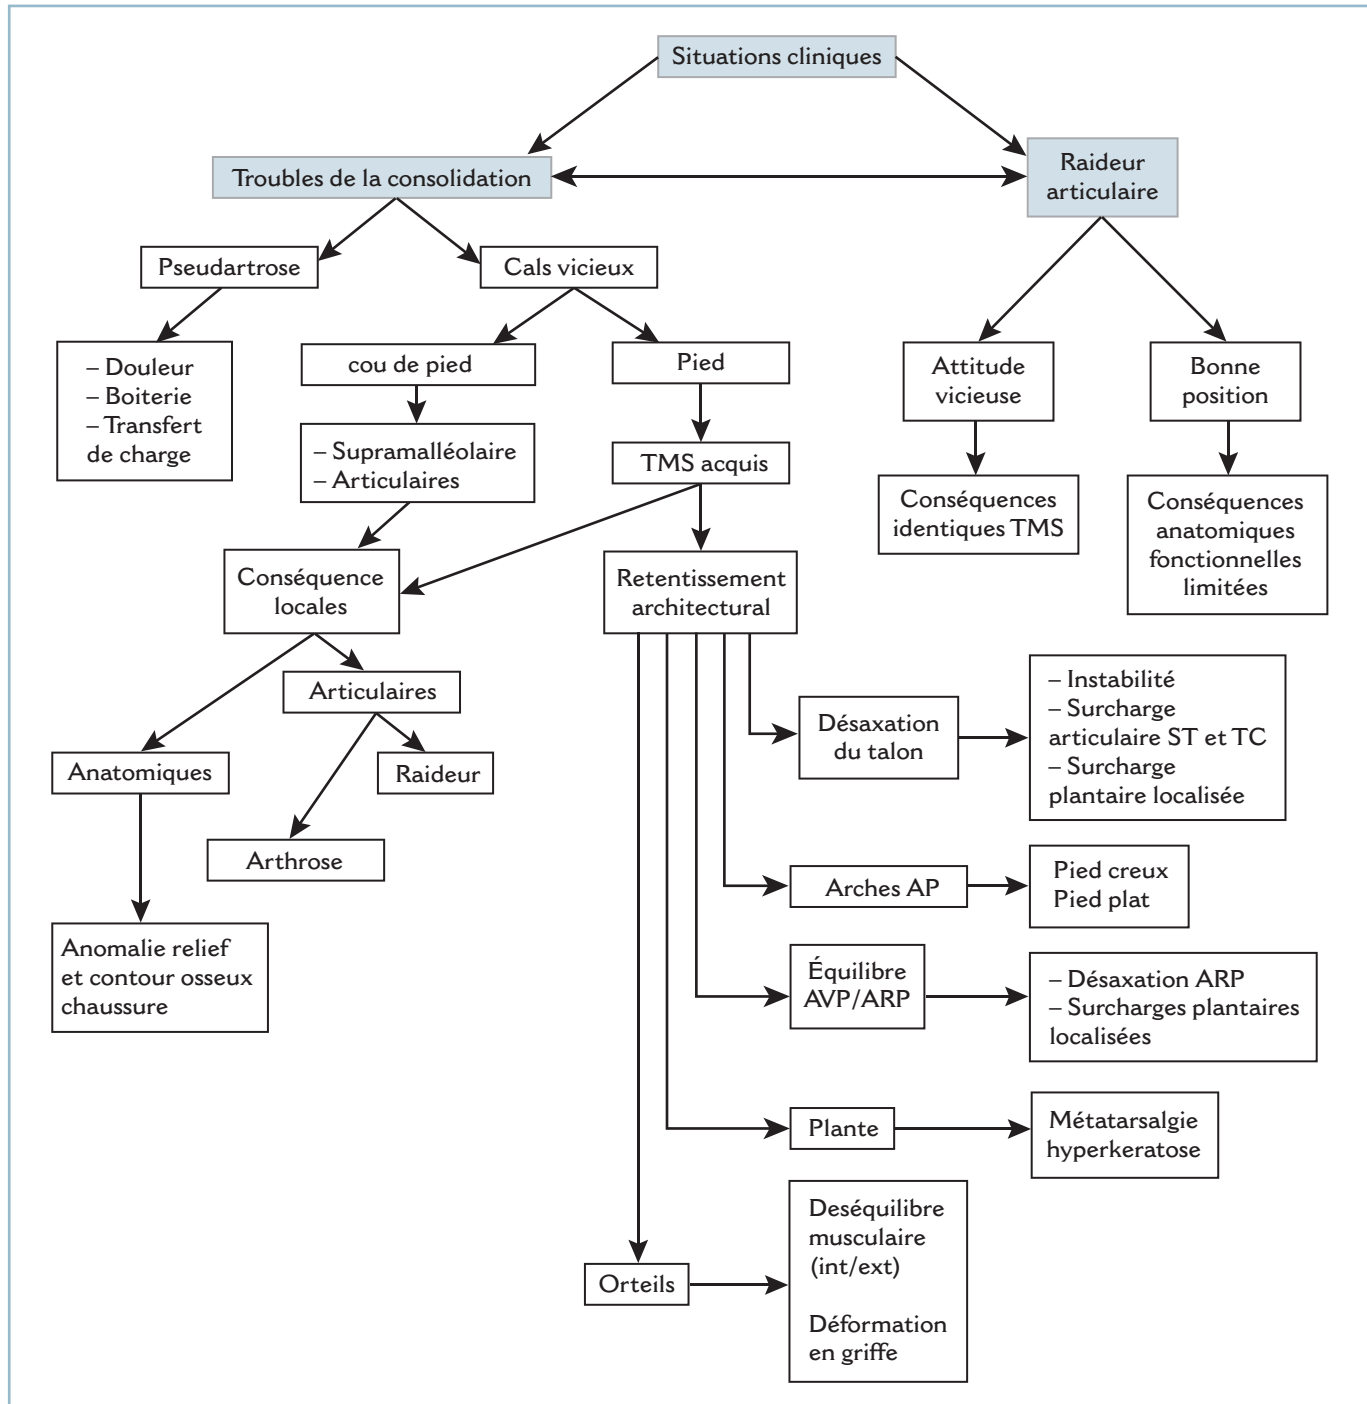 Situations cliniques
Troubles de la consolidation
Raideur
articulaire
Pseudartrose
Cals vicieux
– Douleur
– Boiterie
– Transfert
de charge
cou de pied
Pied
Attitude
vicieuse
Bonne
position
– Supramalléolaire
– Articulaires
TMS acquis
Conséquences
identiques TMS
Conséquences
anatomiques
fonctionnelles
limitées
Conséquence
locales
Retentissement
architectural
Articulaires
Anatomiques
Raideur
Arthrose
Anomalie relief
et contour osseux
chaussure
Désaxation
du talon
– Instabilité
– Surcharge
articulaire ST et TC
– Surcharge
plantaire localisée
Arches AP
Pied creux
Pied plat
Équilibre
AVP/ARP
– Désaxation ARP
– Surcharges plantaires
localisées
Plante
Métatarsalgie
hyperkeratose
Orteils
Deséquilibre
musculaire
(int/ext)
Déformation
en griffe